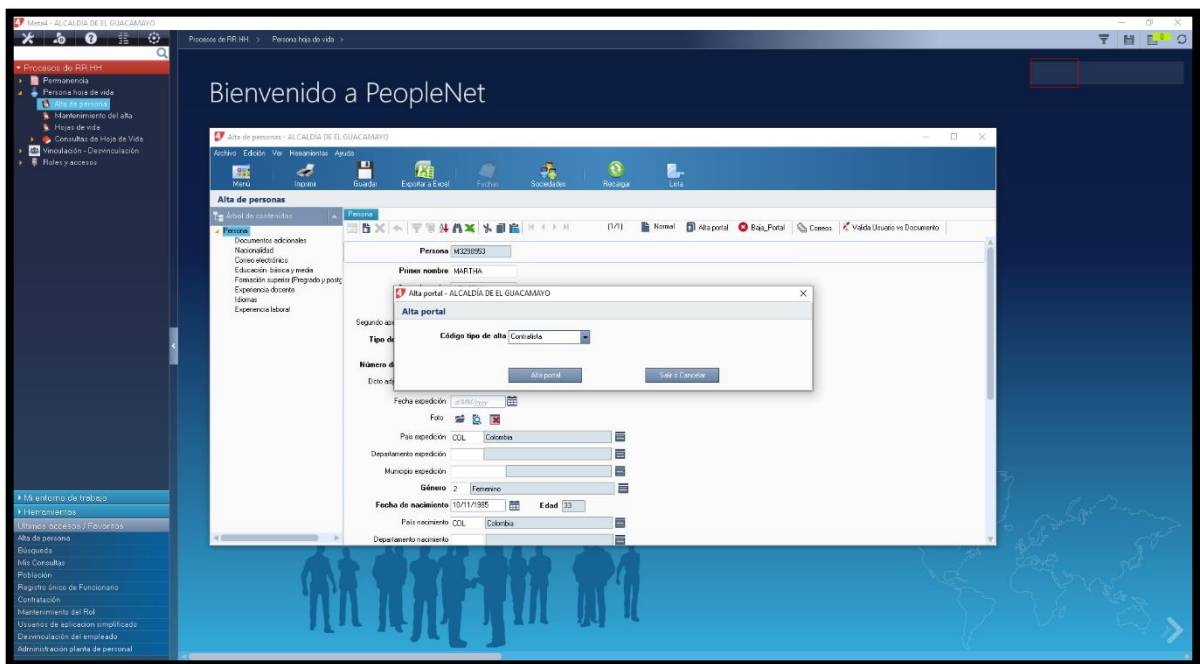 Meta4 - ALCALDIA DE EL GUACAMAYO
Procesos de RR.HH. > Persona hoja de vida >
Procesos de RR.HH.
Permanencia
Persona hoja de vida
Alta de persona
Mantenimiento del alta
Hojas de vida
Consultas de Hoja de Vida
Vinculación - Desvinculación
Roles y accesos
Mi entorno de trabajo
Herramientas
Últimos accesos / Favoritos
Alta de persona
Búsqueda
Mis Consultas
Población
Registro único de Funcionario
Contratación
Mantenimiento del Rol
Usuarios de aplicacion simplificado
Desvinculación del empleado
Administración planta de personal
Bienvenido a PeopleNet
Alta de personas - ALCALDÍA DE EL GUACAMAYO
Archivo Edición Ver Herramientas Ayuda
Menú Imprimir Guardar Exportar a Excel Fechas Sociedades Recargar Lista
Alta de personas
Árbol de contenidos
Persona
Documentos adicionales
Nacionalidad
Correo electrónico
Educación básica y media
Formación superior (Pregrado y postg
Experiencia docente
Idiomas
Experiencia laboral
Persona
(1/1) Normal Alta portal Baja_Portal Correos Valida Usuario vs Documento
Persona M3298953
Primer nombre MARTHA
Segundo ape
Tipo de
Número d
Dcto adj
Alta portal - ALCALDÍA DE EL GUACAMAYO
Alta portal
Código tipo de alta Contratista
Alta portal Salir o Cancelar
Fecha expedición
Foto
País expedición COL Colombia
Departamento expedición
Municipio expedición
Género 2 Femenino
Fecha de nacimiento 10/11/1985 Edad 33
País nacimiento COL Colombia
Departamento nacimiento